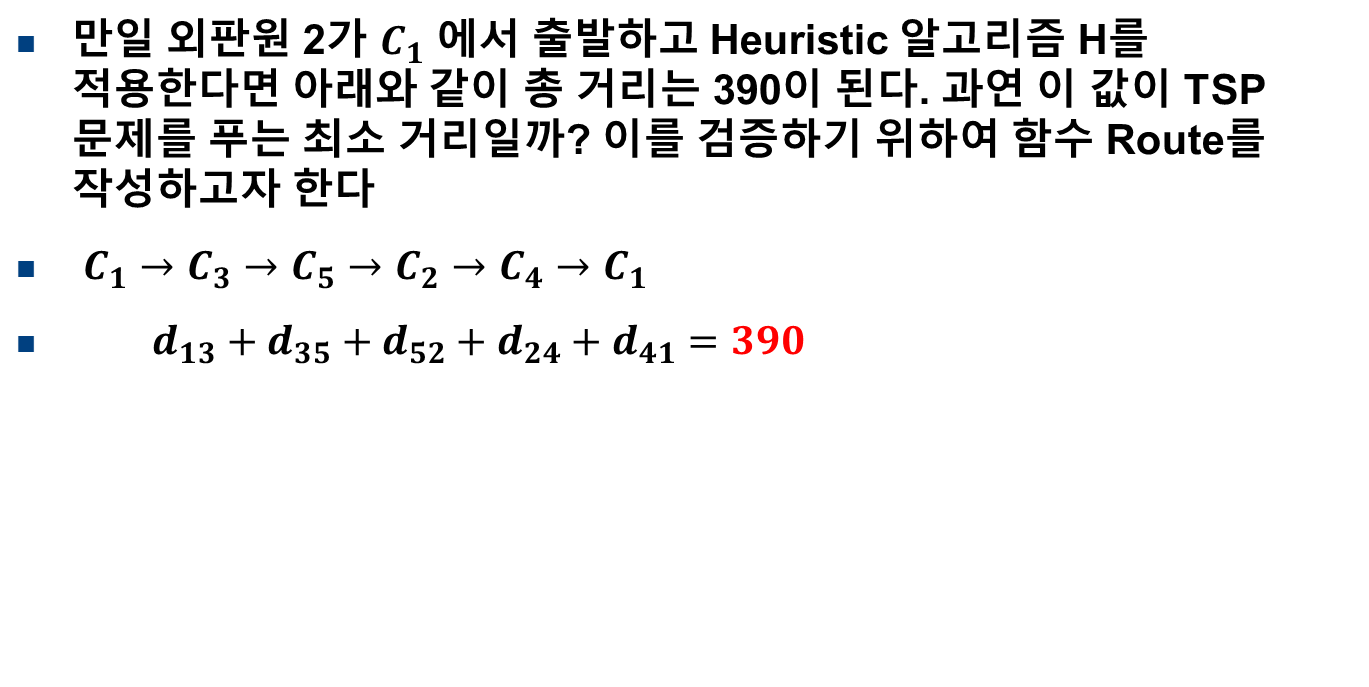 ■ 만일 외판원 2가 C₁ 에서 출발하고 Heuristic 알고리즘 H를
적용한다면 아래와 같이 총 거리는 390이 된다. 과연 이 값이 TSP
문제를 푸는 최소 거리일까? 이를 검증하기 위하여 함수 Route를
작성하고자 한다
■ C₁ → C₃ → C₅ → C₂ → C₄ → C₁
■ d₁₃ + d₃₅ + d₅₂ + d₂₄ + d₄₁ = 390